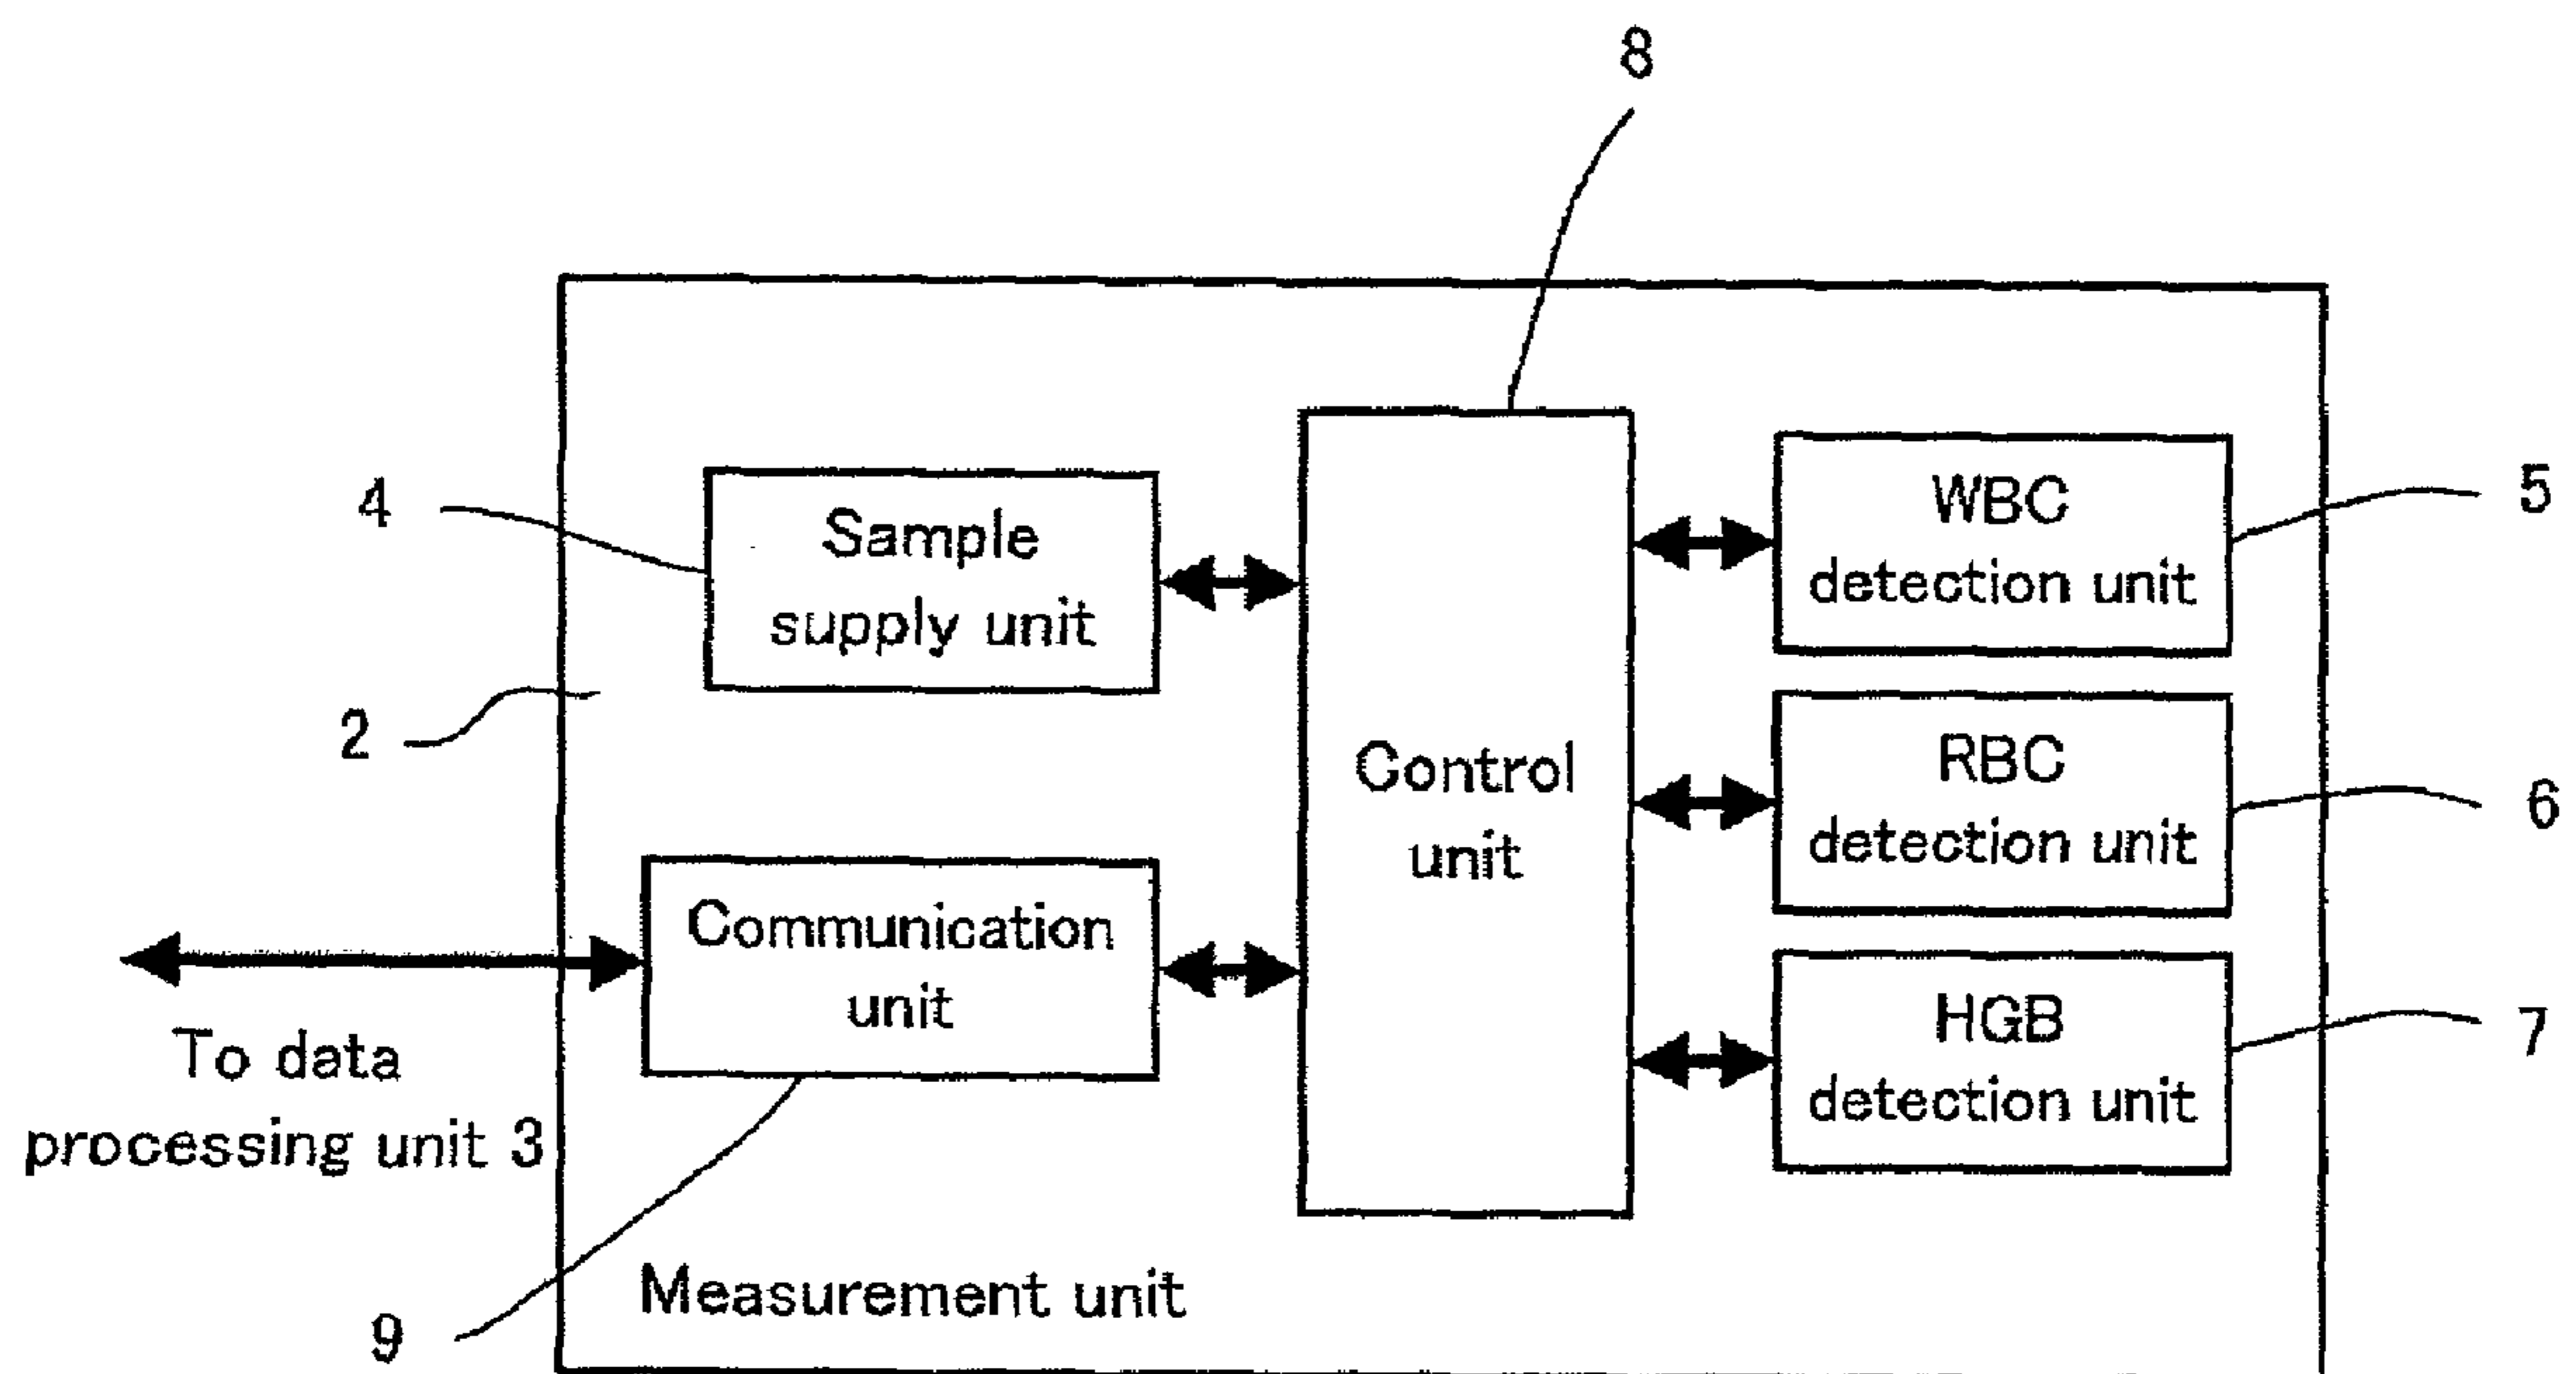 8
4
Sample
supply unit
WBC
detection unit
5
2
Control
unit
RBC
detection unit
6
Communication
unit
HGB
detection unit
7
To data
processing unit 3
9
Measurement unit